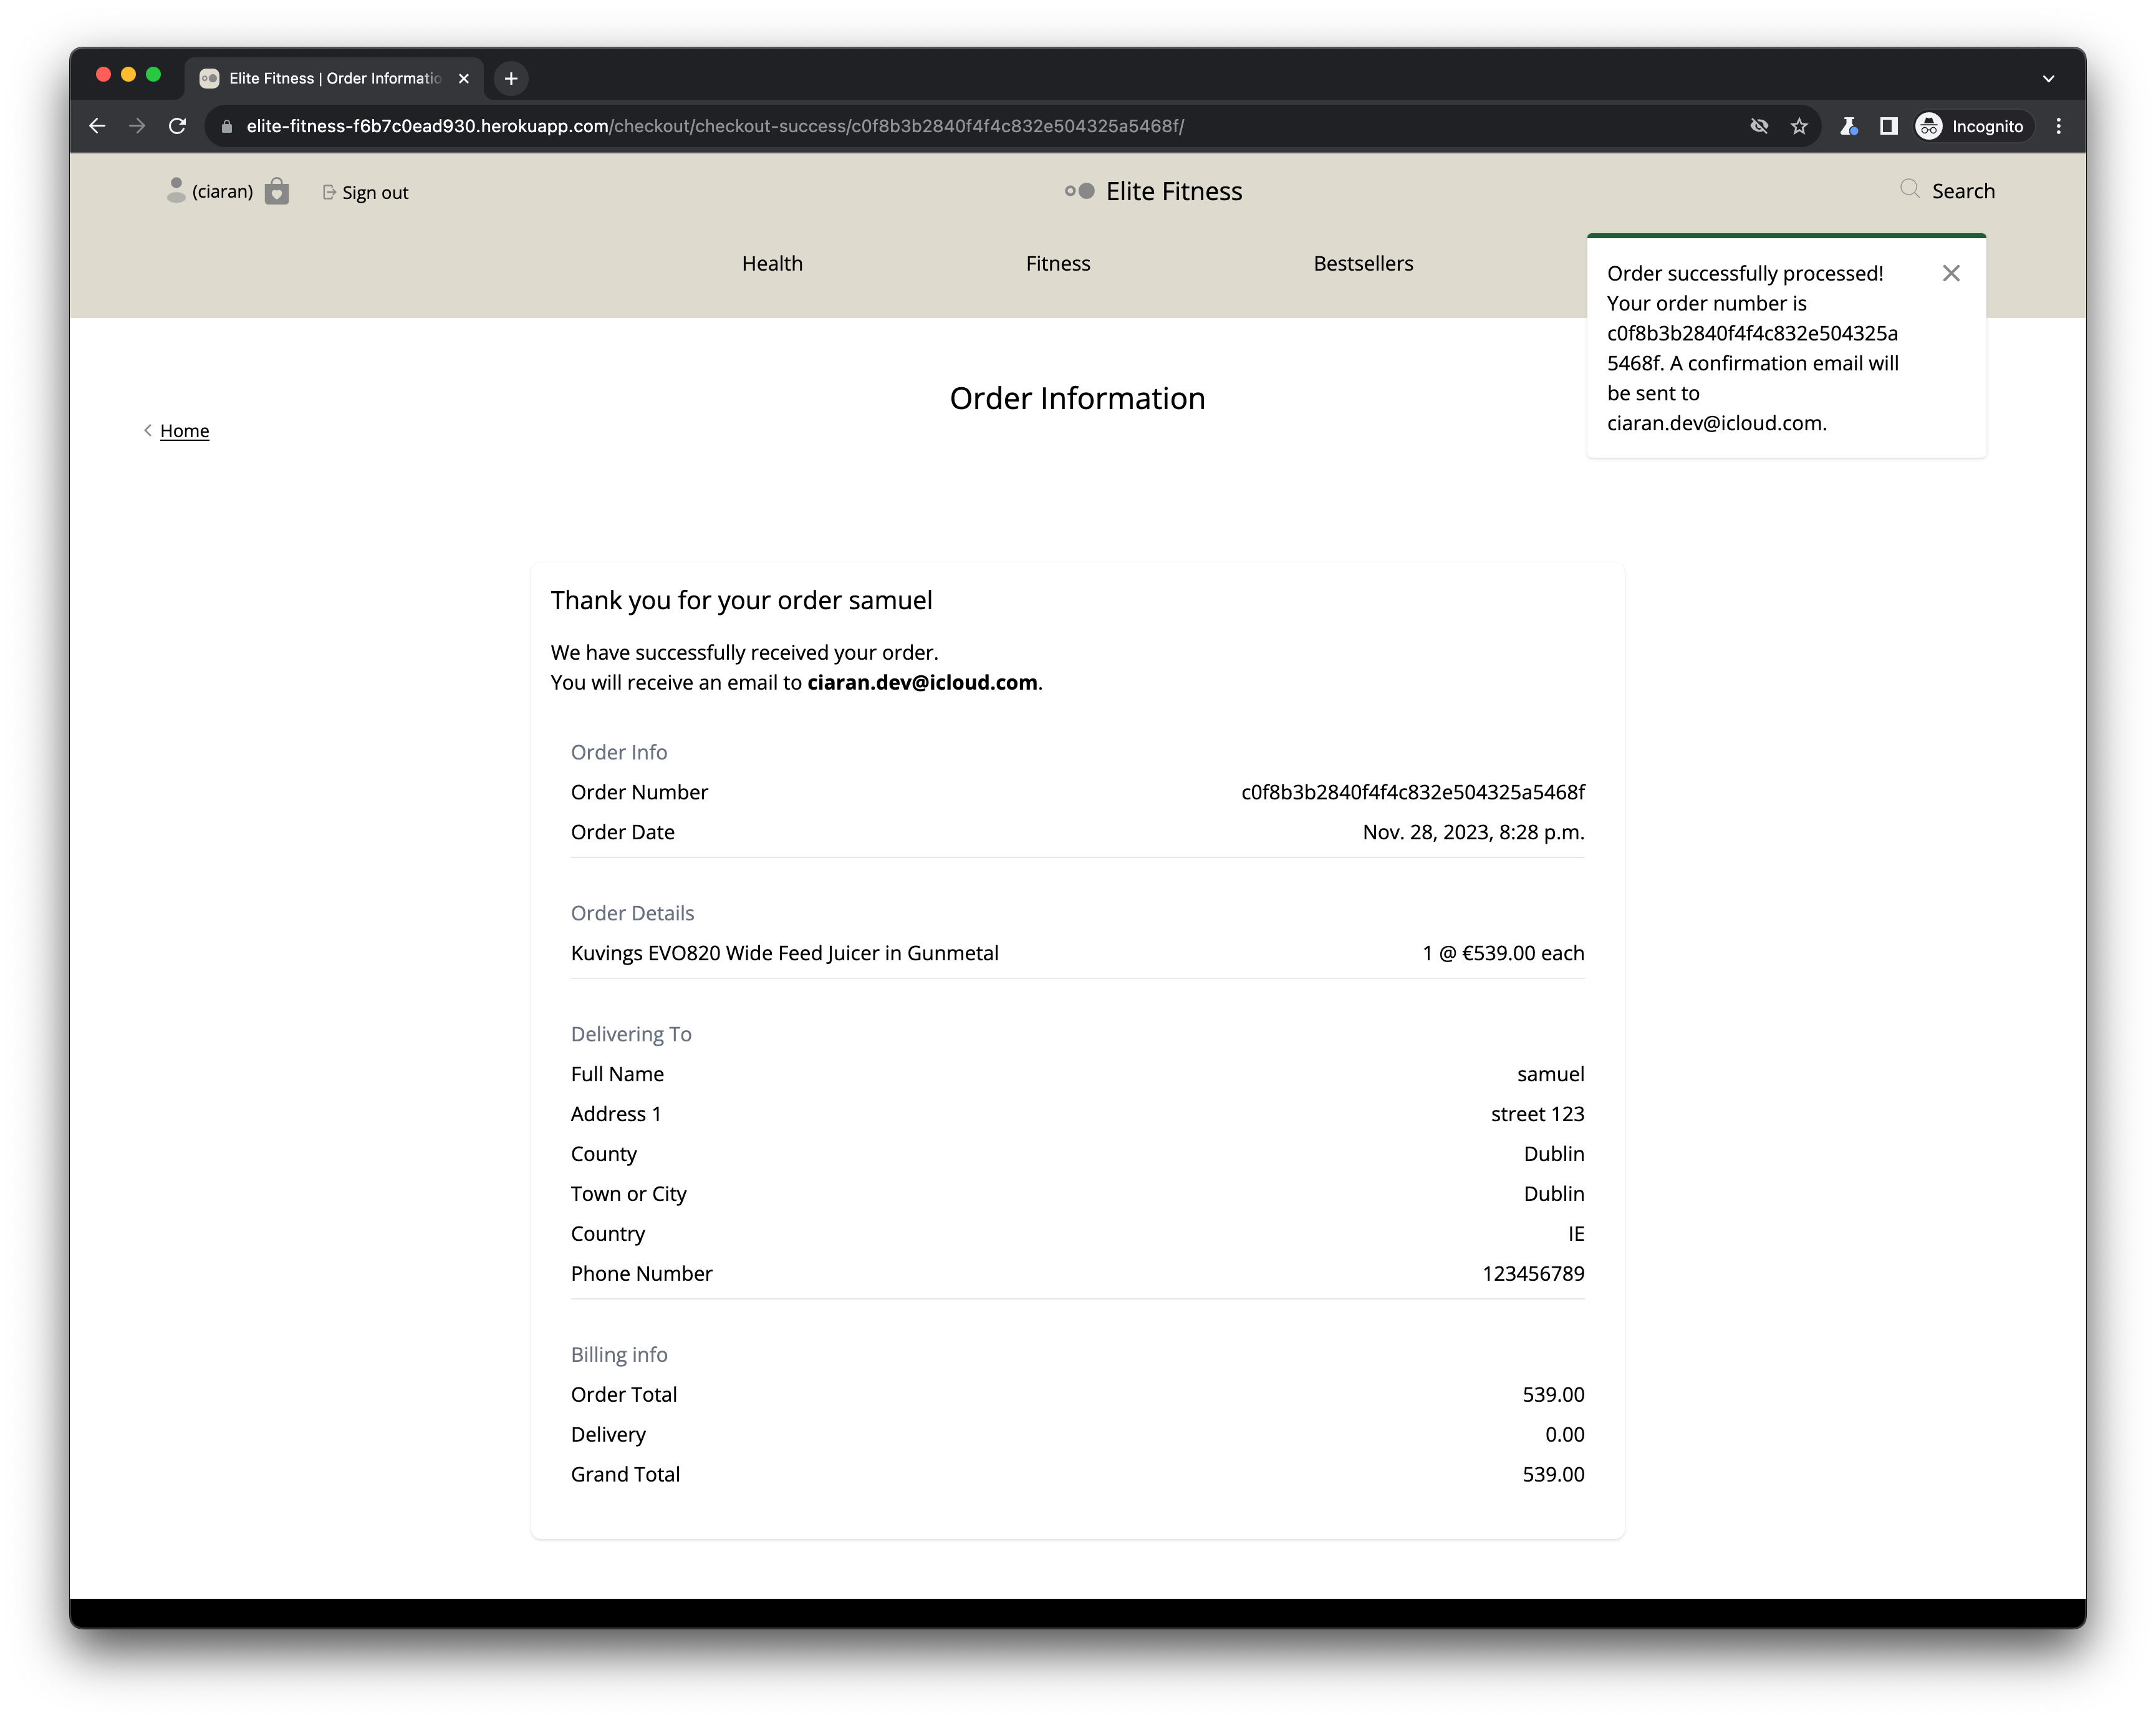 Elite Fitness | Order Informatio
elite-fitness-f6b7c0ead930.herokuapp.com/checkout/checkout-success/c0f8b3b2840f4f4c832e504325a5468f/
Incognito
(ciaran)
Sign out
Elite Fitness
Search
Health
Fitness
Bestsellers
Order successfully processed!
Your order number is
c0f8b3b2840f4f4c832e504325a
5468f. A confirmation email will
be sent to
ciaran.dev@icloud.com.
Order Information
Home
Thank you for your order samuel
We have successfully received your order.
You will receive an email to ciaran.dev@icloud.com.
Order Info
Order Number c0f8b3b2840f4f4c832e504325a5468f
Order Date Nov. 28, 2023, 8:28 p.m.
Order Details
Kuvings EVO820 Wide Feed Juicer in Gunmetal 1 @ €539.00 each
Delivering To
Full Name samuel
Address 1 street 123
County Dublin
Town or City Dublin
Country IE
Phone Number 123456789
Billing info
Order Total 539.00
Delivery 0.00
Grand Total 539.00